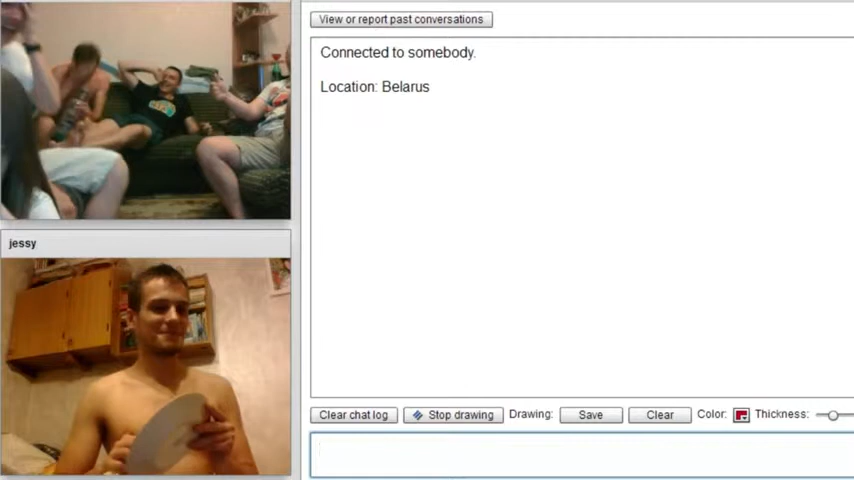 View or report past conversations
Connected to somebody.
Location: Belarus
jessy
Clear chat log
Stop drawing
Drawing:
Save
Clear
Color:
Thickness: